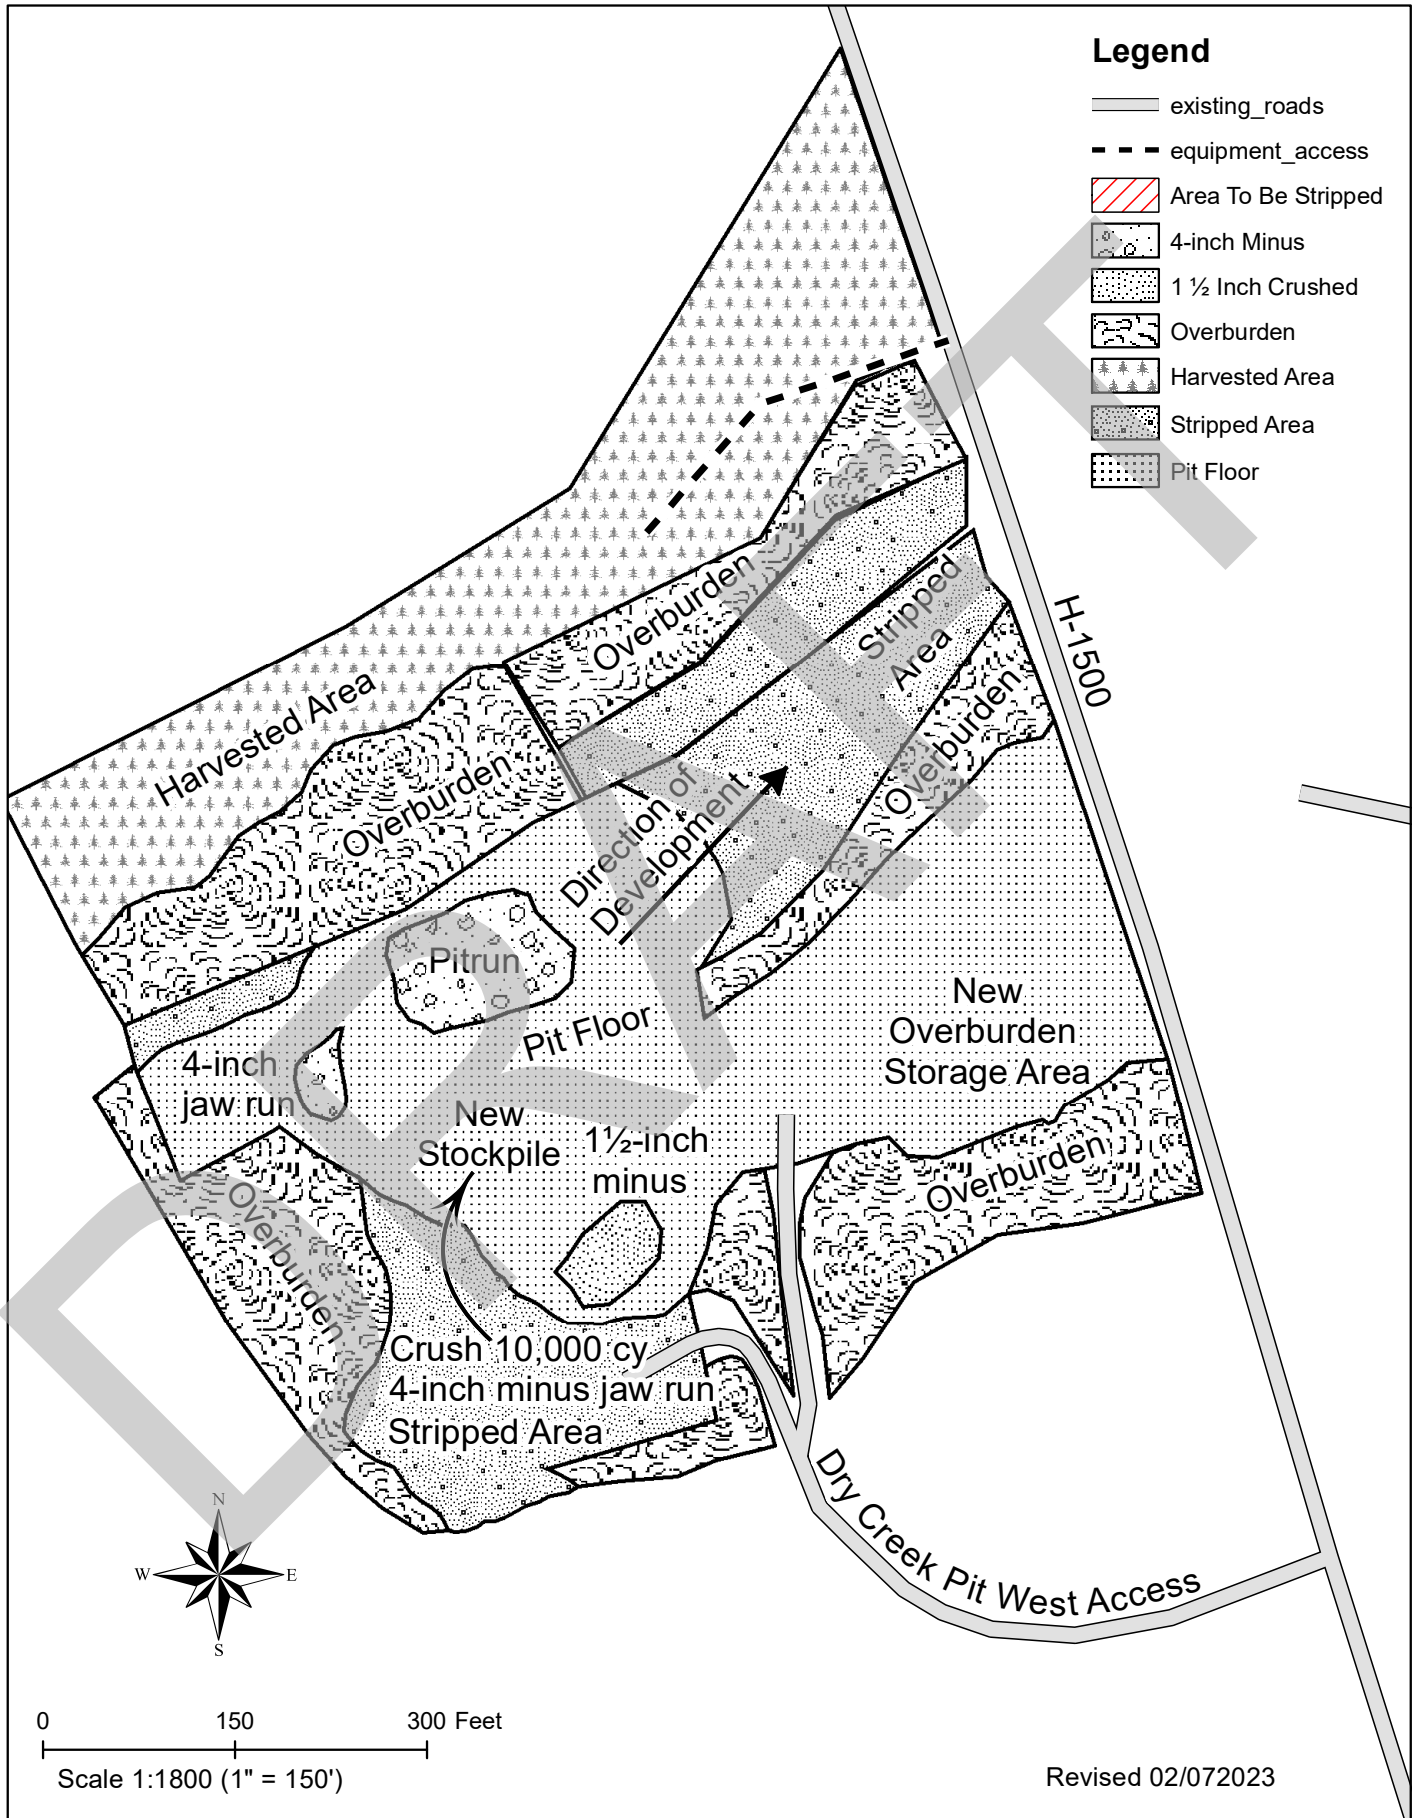 Legend
existing_roads
equipment_access
Area To Be Stripped
4-inch Minus
1 ½ Inch Crushed
Overburden
Harvested Area
Stripped Area
Pit Floor
H-1500
Overburden
Stripped
Area
Overburden
Harvested Area
Overburden
Direction of
Development
Pitrun
Pit Floor
New
Overburden
Storage Area
4-inch
jaw run
New
Stockpile
1½-inch
minus
Overburden
Overburden
Crush 10,000 cy
4-inch minus jaw run
Stripped Area
Dry Creek Pit West Access
N
W
E
S
0 150 300 Feet
Scale 1:1800 (1" = 150')
Revised 02/072023
DRAFT